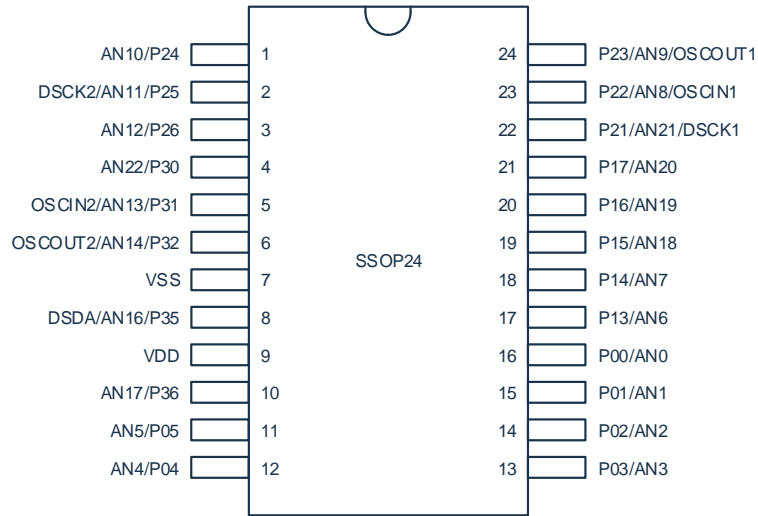 AN10/P24 1 24 P23/AN9/OSCOUT1
DSCK2/AN11/P25 2 23 P22/AN8/OSCIN1
AN12/P26 3 22 P21/AN21/DSCK1
AN22/P30 4 21 P17/AN20
OSCIN2/AN13/P31 5 20 P16/AN19
OSCOUT2/AN14/P32 6 19 P15/AN18
SSOP24
VSS 7 18 P14/AN7
DSDA/AN16/P35 8 17 P13/AN6
VDD 9 16 P00/AN0
AN17/P36 10 15 P01/AN1
AN5/P05 11 14 P02/AN2
AN4/P04 12 13 P03/AN3